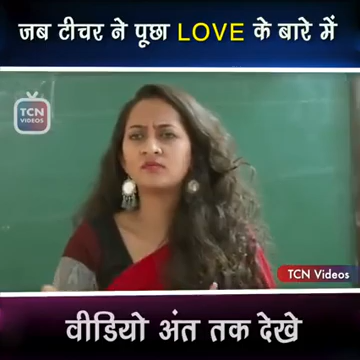 जब टीचर ने पूछा LOVE के बारे में
TCN
VIDEOS
TCN Videos
वीडियो अंत तक देखे